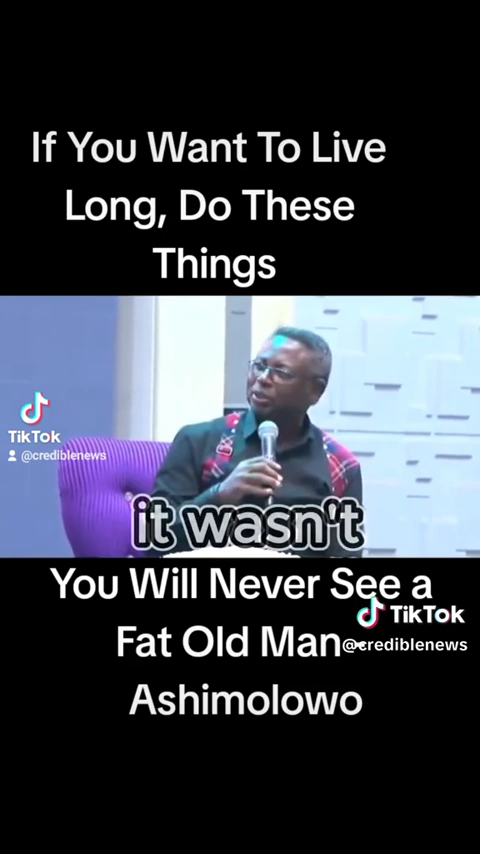 If You Want To Live
Long, Do These
Things
TikTok
@crediblenews
it wasn't
You Will Never See a
Fat Old Man -
Ashimolowo
TikTok
@crediblenews